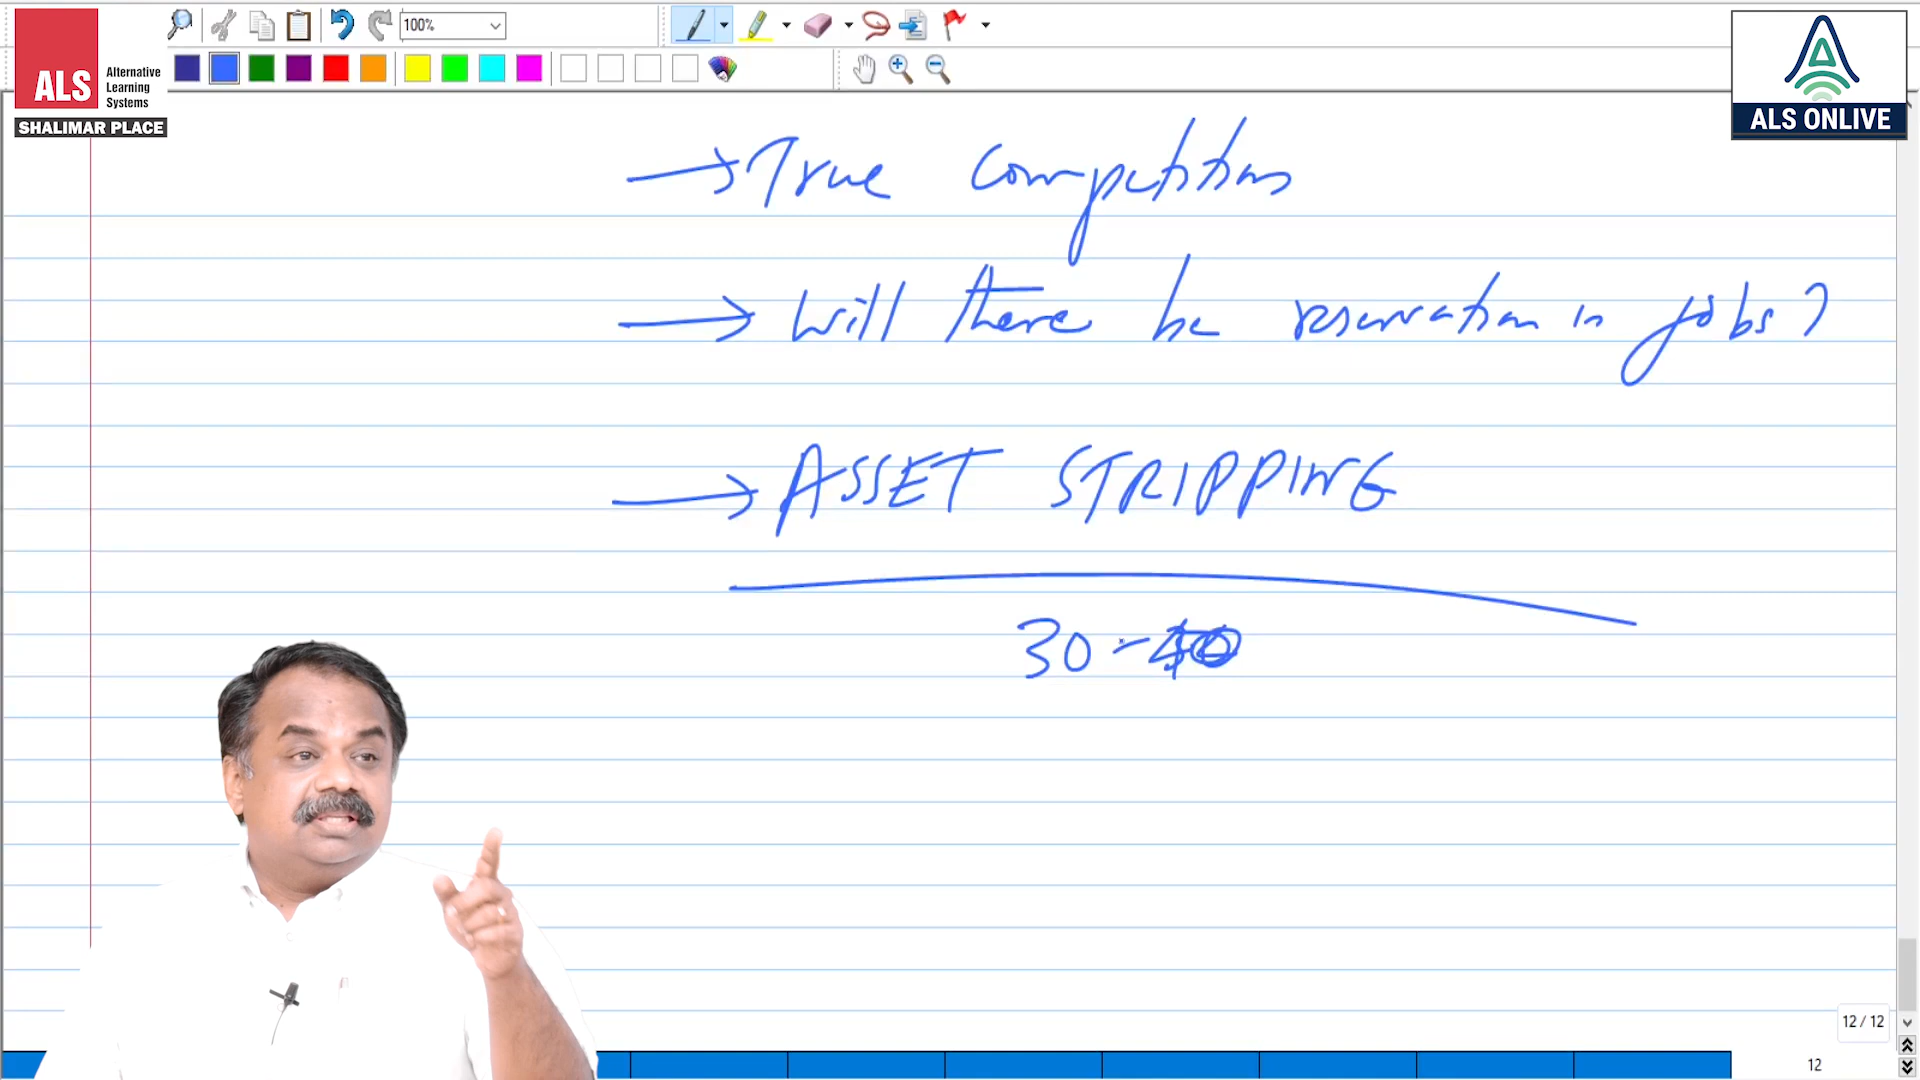 100%
ALS
Alternative
Learning
Systems
SHALIMAR PLACE
ALS ONLIVE
→ True competition
→ Will there be reservation in jobs?
→ ASSET STRIPPING
30-40
12 / 12
12